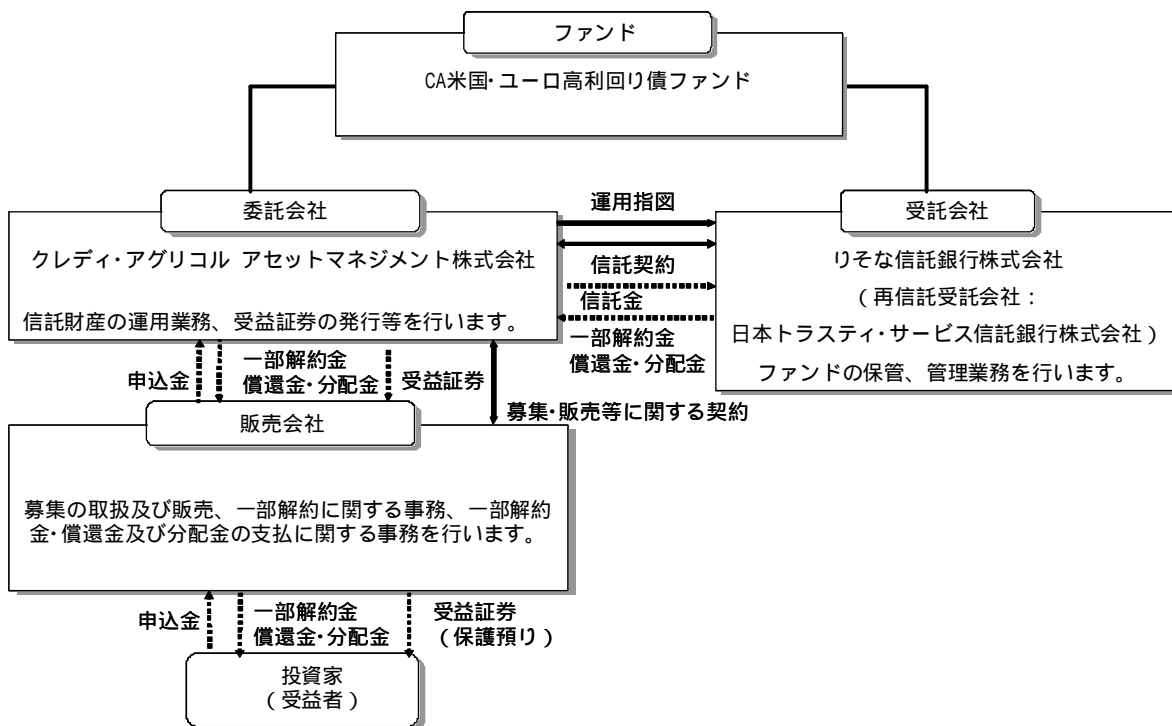 ファンド
CA米国・ユーロ高利回り債ファンド
委託会社
クレディ・アグリコル アセットマネジメント株式会社
信託財産の運用業務、受益証券の発行等を行います。
運用指図
信託契約
信託金
一部解約金
償還金・分配金
受託会社
りそな信託銀行株式会社
（再信託受託会社：
日本トラスティ・サービス信託銀行株式会社）
ファンドの保管、管理業務を行います。
申込金
一部解約金
償還金・分配金
受益証券
募集・販売等に関する契約
販売会社
募集の取扱及び販売、一部解約に関する事務、一部解約
金・償還金及び分配金の支払に関する事務を行います。
申込金
一部解約金
償還金・分配金
受益証券
（保護預り）
投資家
（受益者）